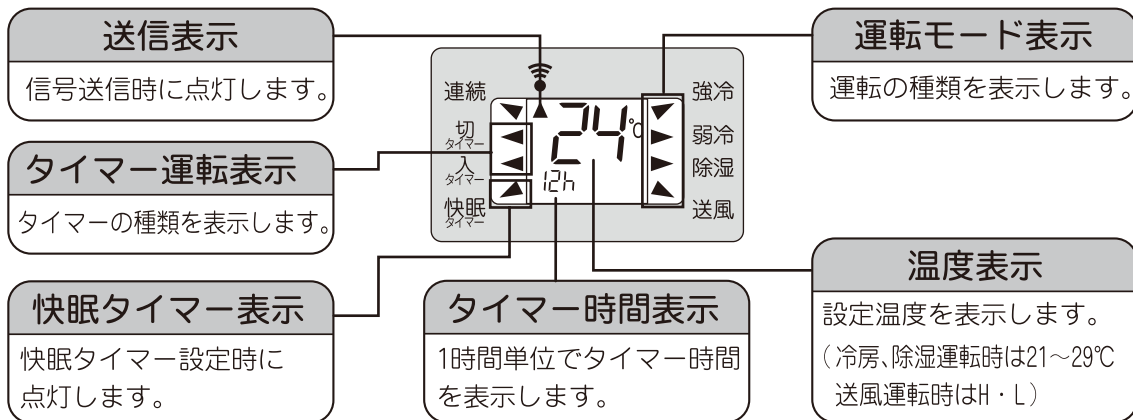 送信表示
信号送信時に点灯します。
タイマー運転表示
タイマーの種類を表示します。
快眠タイマー表示
快眠タイマー設定時に
点灯します。
連続
切
タイマー
入
タイマー
快眠
タイマー
24℃
12h
強冷
弱冷
除湿
送風
タイマー時間表示
1時間単位でタイマー時間
を表示します。
運転モード表示
運転の種類を表示します。
温度表示
設定温度を表示します。
（冷房、除湿運転時は21〜29℃
送風運転時はH・L）